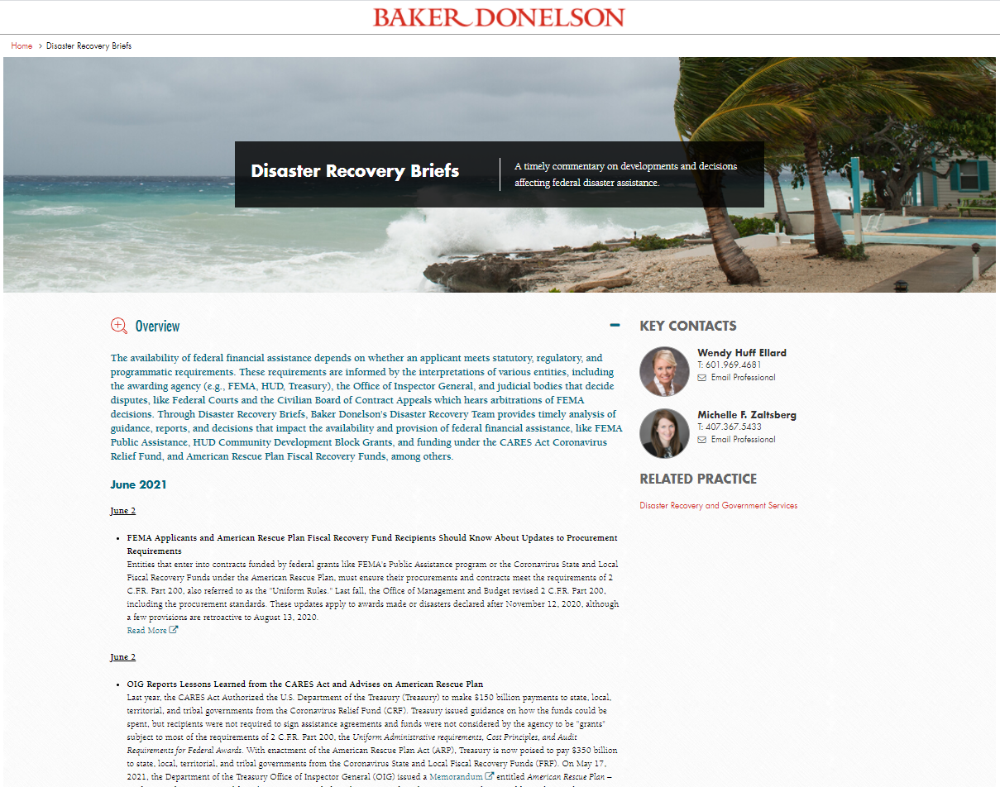 BAKER DONELSON
Home > Disaster Recovery Briefs
Disaster Recovery Briefs
A timely commentary on developments and decisions
affecting federal disaster assistance.
Overview
The availability of federal financial assistance depends on whether an applicant meets statutory, regulatory, and
programmatic requirements. These requirements are informed by the interpretations of various entities, including
the awarding agency (e.g., FEMA, HUD, Treasury), the Office of Inspector General, and judicial bodies that decide
disputes, like Federal Courts and the Civilian Board of Contract Appeals which hears arbitrations of FEMA
decisions. Through Disaster Recovery Briefs, Baker Donelson's Disaster Recovery Team provides timely analysis of
guidance, reports, and decisions that impact the availability and provision of federal financial assistance, like FEMA
Public Assistance, HUD Community Development Block Grants, and funding under the CARES Act Coronavirus
Relief Fund, and American Rescue Plan Fiscal Recovery Funds, among others.
June 2021
June 2
• FEMA Applicants and American Rescue Plan Fiscal Recovery Fund Recipients Should Know About Updates to Procurement
Requirements
Entities that enter into contracts funded by federal grants like FEMA's Public Assistance program or the Coronavirus State and Local
Fiscal Recovery Funds under the American Rescue Plan, must ensure their procurements and contracts meet the requirements of 2
C.F.R. Part 200, also referred to as the "Uniform Rules." Last fall, the Office of Management and Budget revised 2 C.F.R. Part 200,
including the procurement standards. These updates apply to awards made or disasters declared after November 12, 2020, although
a few provisions are retroactive to August 13, 2020.
Read More
June 2
• OIG Reports Lessons Learned from the CARES Act and Advises on American Rescue Plan
Last year, the CARES Act Authorized the U.S. Department of the Treasury (Treasury) to make $150 billion payments to state, local,
territorial, and tribal governments from the Coronavirus Relief Fund (CRF). Treasury issued guidance on how the funds could be
spent, but recipients were not required to sign assistance agreements and funds were not considered by the agency to be "grants"
subject to most of the requirements of 2 C.F.R. Part 200, the Uniform Administrative requirements, Cost Principles, and Audit
Requirements for Federal Awards. With enactment of the American Rescue Plan Act (ARP), Treasury is now poised to pay $350 billion
to state, local, territorial, and tribal governments from the Coronavirus State and Local Fiscal Recovery Funds (FRF). On May 17,
2021, the Department of the Treasury Office of Inspector General (OIG) issued a Memorandum entitled American Rescue Plan –
KEY CONTACTS
Wendy Huff Ellard
T: 601.969.4681
Email Professional
Michelle F. Zaltsberg
T: 407.367.5433
Email Professional
RELATED PRACTICE
Disaster Recovery and Government Services